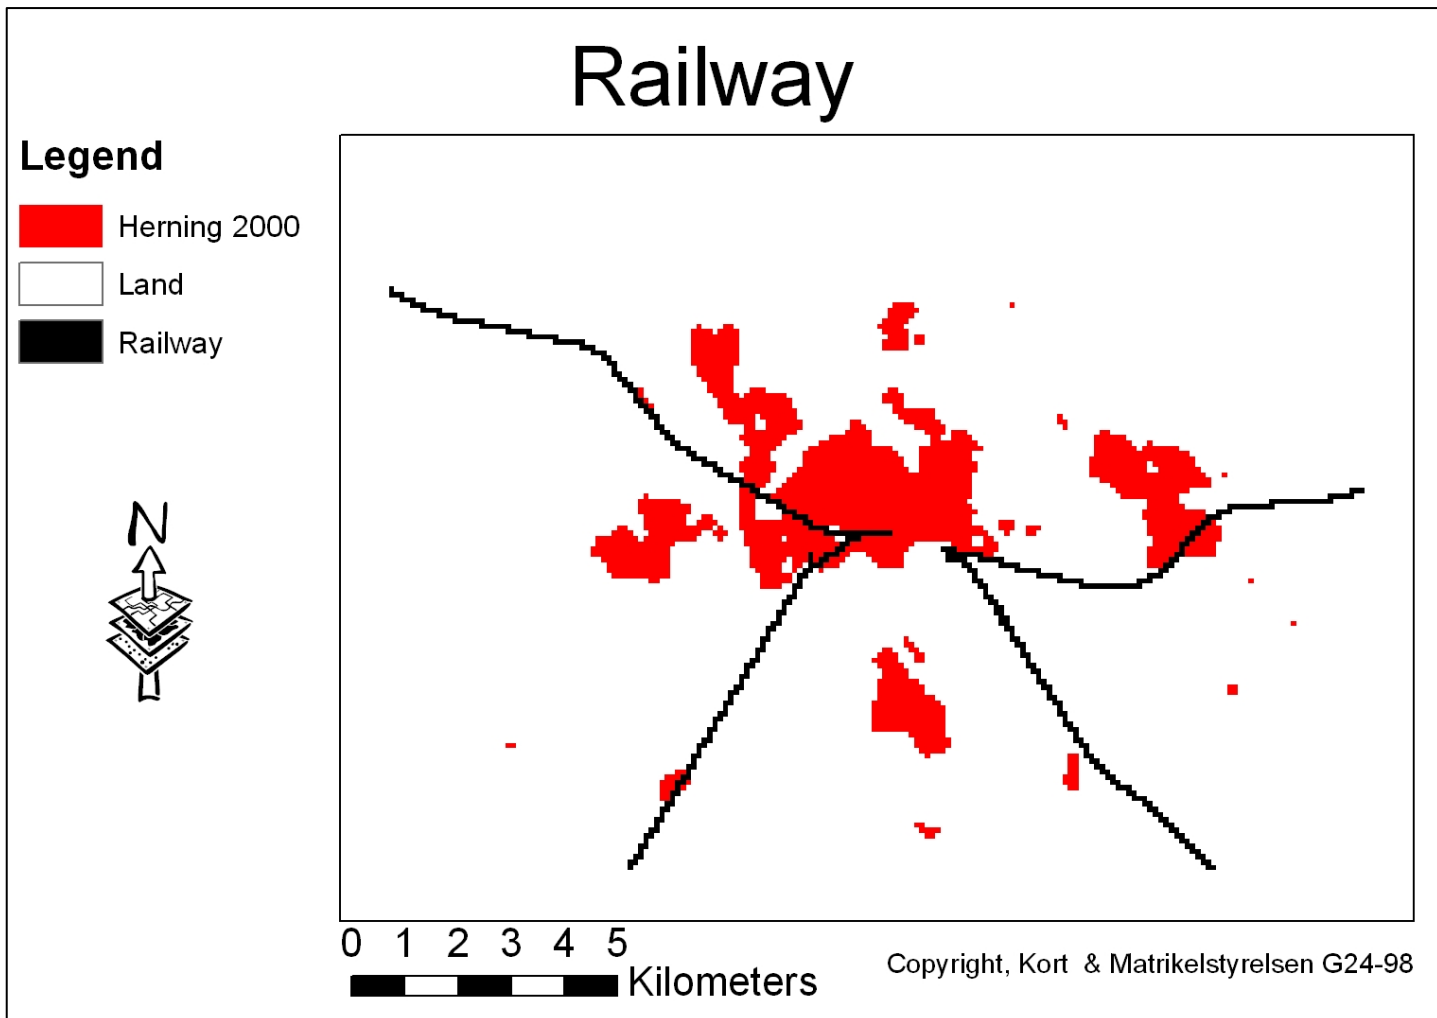 Railway
Legend
Herning 2000
Land
Railway
N
0 1 2 3 4 5
Kilometers
Copyright, Kort & Matrikelstyrelsen G24-98